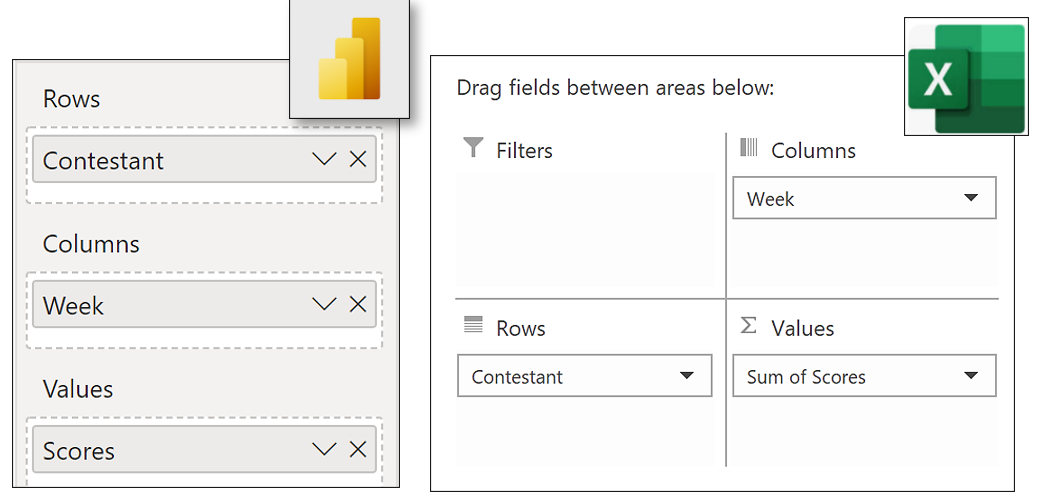 Rows
Contestant
Columns
Week
Values
Scores
X
Drag fields between areas below:
Filters
Columns
Week
Rows
Σ Values
Contestant
Sum of Scores